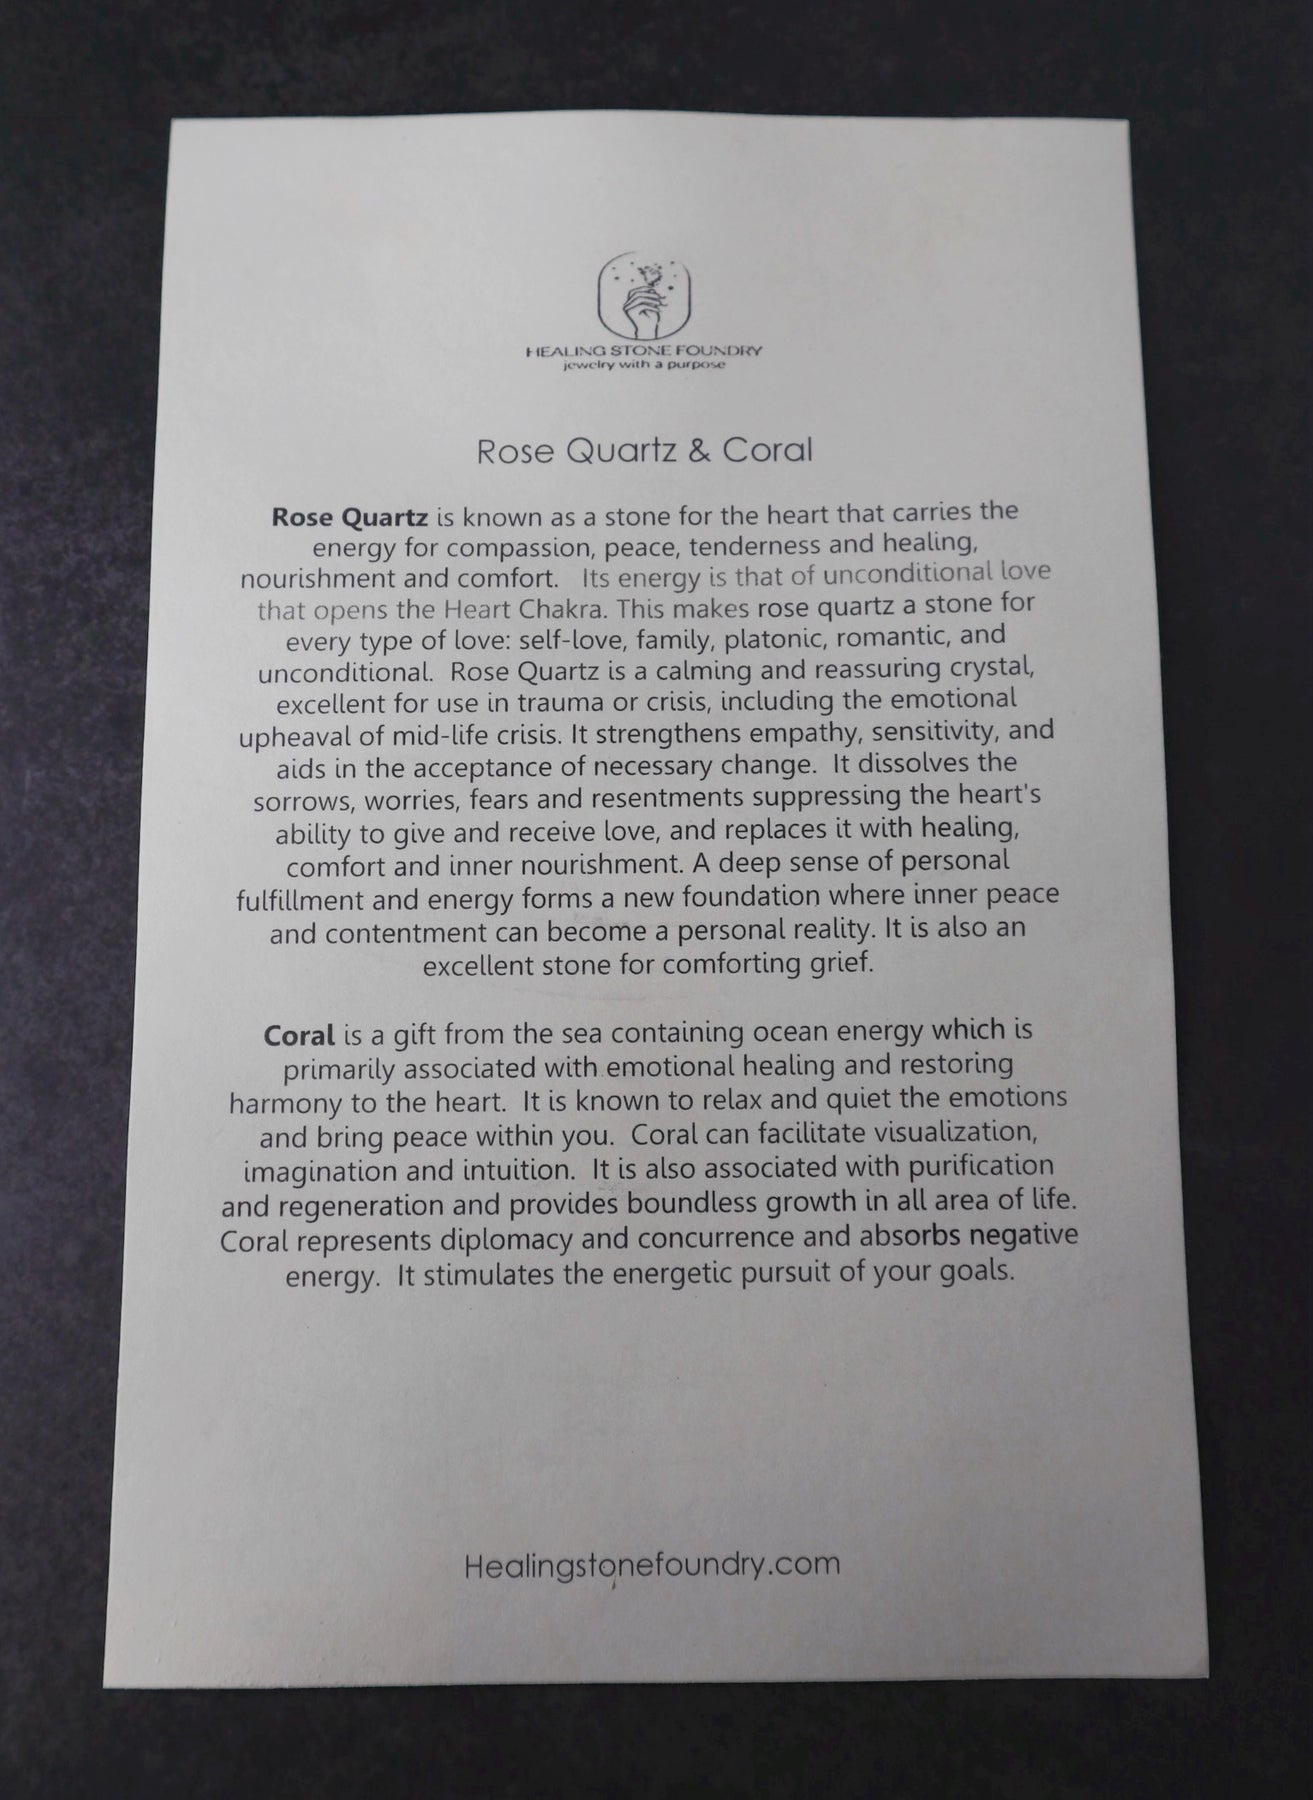 HEALING STONE FOUNDRY
jewelry with a purpose
Rose Quartz & Coral
Rose Quartz is known as a stone for the heart that carries the
energy for compassion, peace, tenderness and healing,
nourishment and comfort.   Its energy is that of unconditional love
that opens the Heart Chakra. This makes rose quartz a stone for
every type of love: self-love, family, platonic, romantic, and
unconditional.  Rose Quartz is a calming and reassuring crystal,
excellent for use in trauma or crisis, including the emotional
upheaval of mid-life crisis. It strengthens empathy, sensitivity, and
aids in the acceptance of necessary change.  It dissolves the
sorrows, worries, fears and resentments suppressing the heart's
ability to give and receive love, and replaces it with healing,
comfort and inner nourishment. A deep sense of personal
fulfillment and energy forms a new foundation where inner peace
and contentment can become a personal reality. It is also an
excellent stone for comforting grief.
Coral is a gift from the sea containing ocean energy which is
primarily associated with emotional healing and restoring
harmony to the heart.  It is known to relax and quiet the emotions
and bring peace within you.  Coral can facilitate visualization,
imagination and intuition.  It is also associated with purification
and regeneration and provides boundless growth in all area of life.
Coral represents diplomacy and concurrence and absorbs negative
energy.  It stimulates the energetic pursuit of your goals.
Healingstonefoundry.com